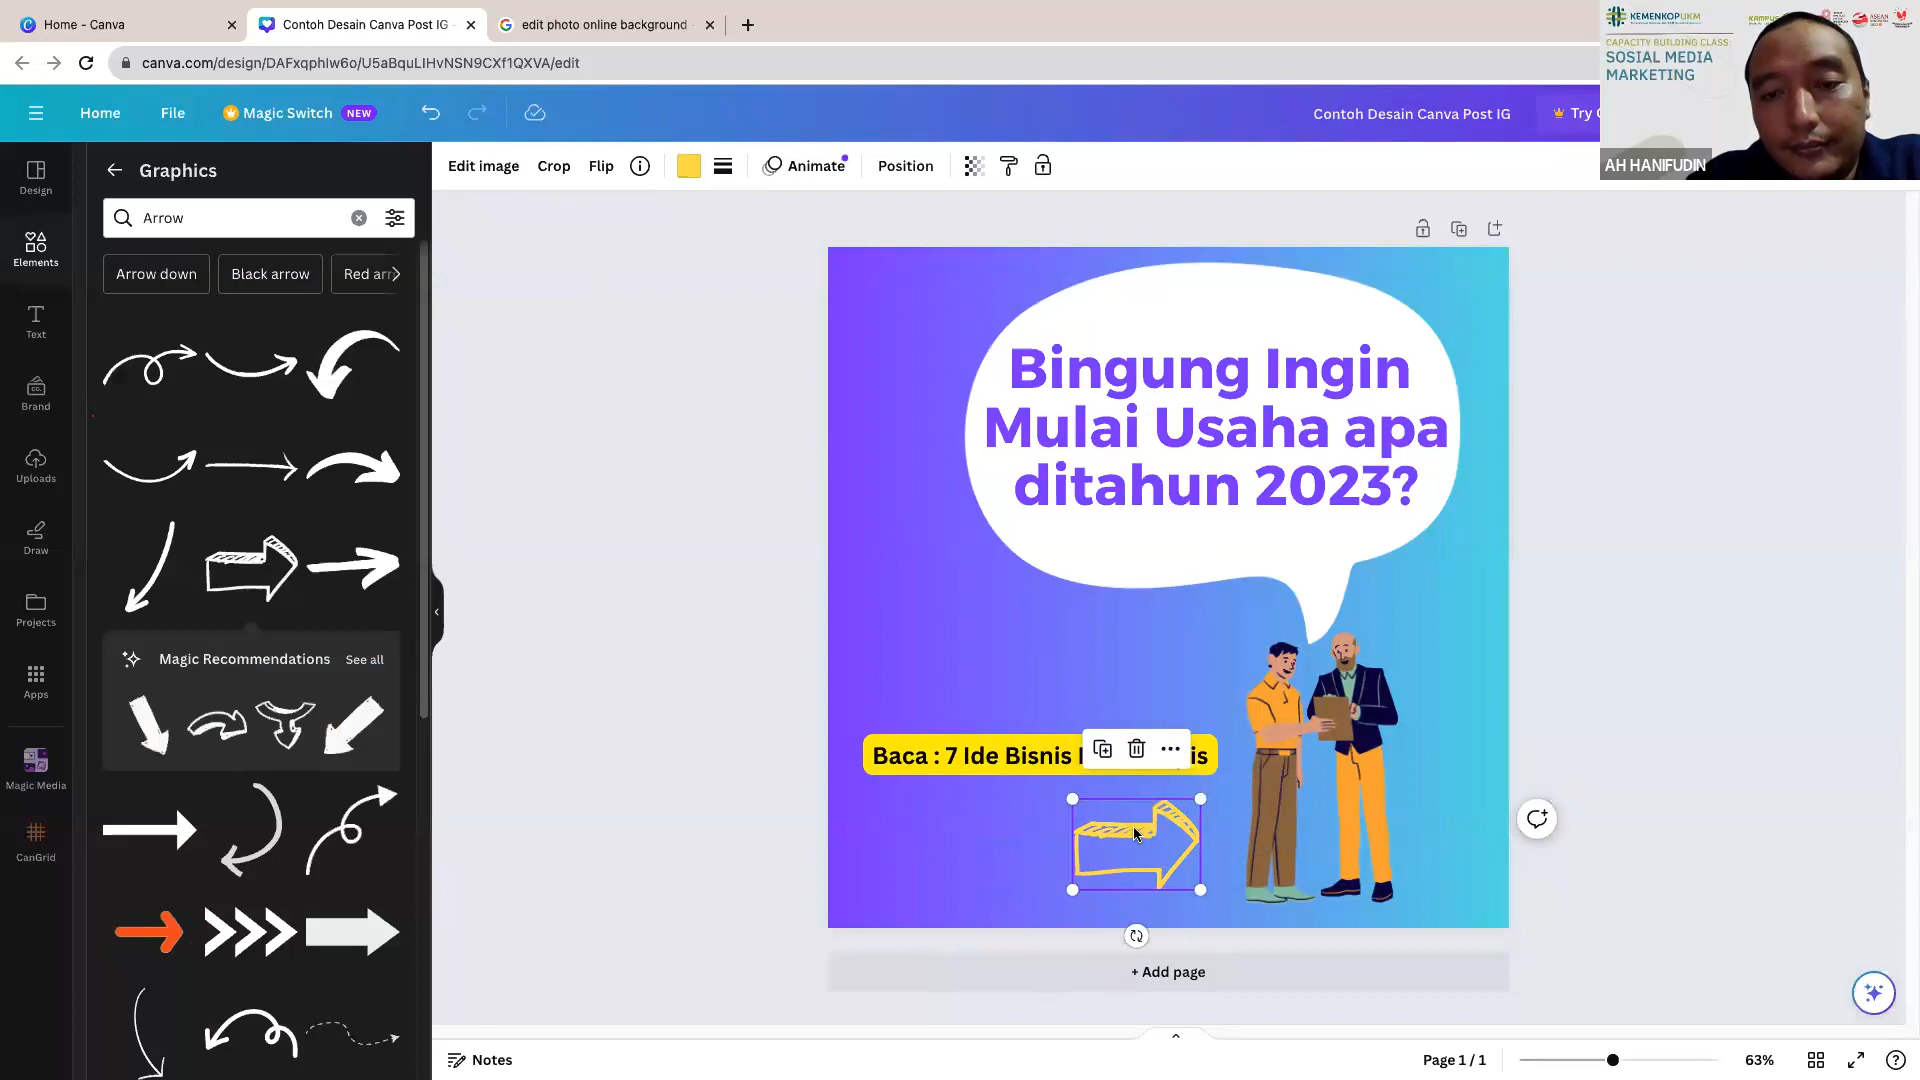 Home - Canva
Contoh Desain Canva Post IG -
edit photo online background
canva.com/design/DAFxqphIw6o/U5aBquLIHvNSN9CXf1QXVA/edit
KEMENKOPUKM
CAPACITY BUILDING CLASS:
SOSIAL MEDIA
MARKETING
AH HANIFUDIN
Home
File
Magic Switch
NEW
Contoh Desain Canva Post IG
Try
Design
Elements
Text
Brand
Uploads
Draw
Projects
Apps
Magic Media
CanGrid
Graphics
Arrow
Arrow down
Black arrow
Red arr
Magic Recommendations
See all
Edit image
Crop
Flip
Animate
Position
Bingung Ingin
Mulai Usaha apa
ditahun 2023?
Baca : 7 Ide Bisnis
+ Add page
Notes
Page 1 / 1
63%